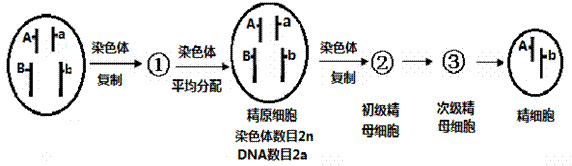 A a
B b
染色体
复制
①
染色体
平均分配
A a
B b
精原细胞
染色体数目2n
DNA数目2a
染色体
复制
②
初级精
母细胞
③
次级精
母细胞
A
b
精细胞